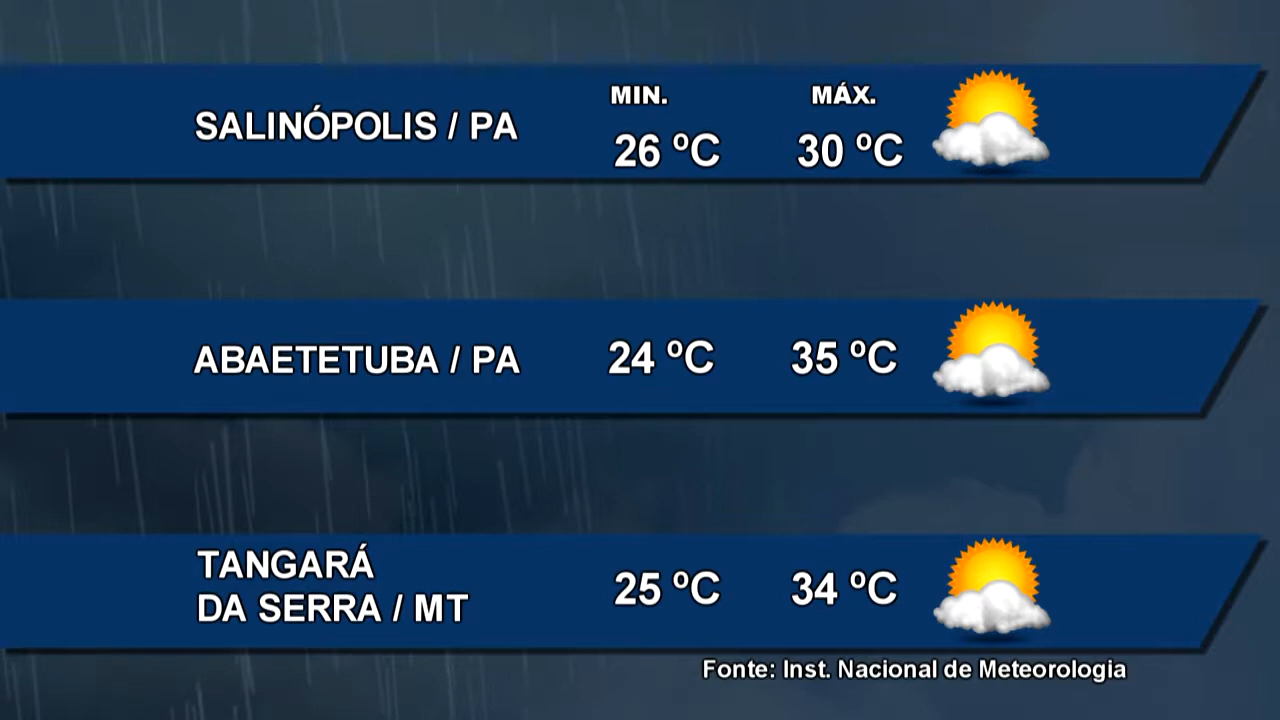 MIN. MÁX.
SALINÓPOLIS / PA 26 ºC 30 ºC
ABAETETUBA / PA 24 ºC 35 ºC
TANGARÁ
DA SERRA / MT 25 ºC 34 ºC
Fonte: Inst. Nacional de Meteorologia